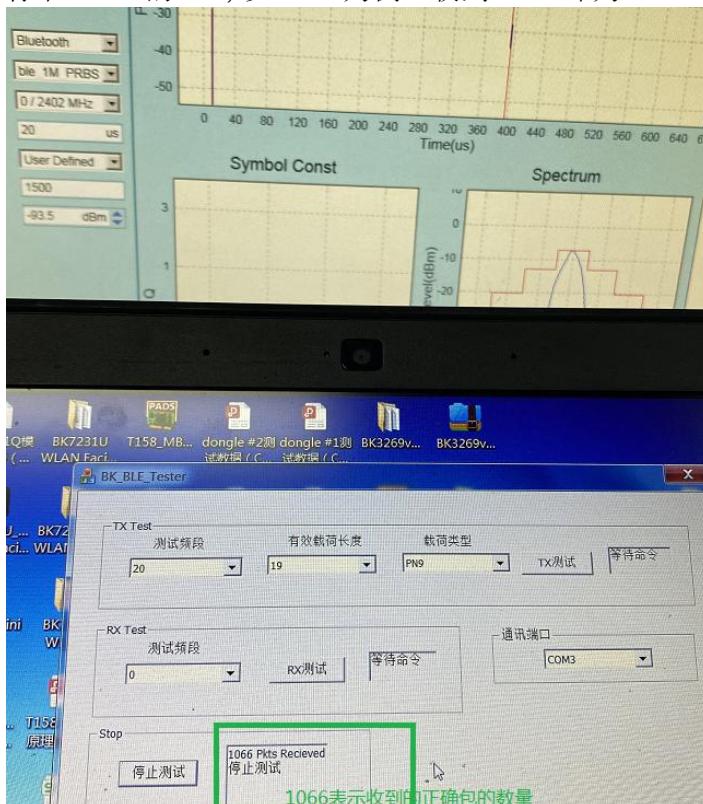 -30
Bluetooth
-40
ble 1M PRBS
-50
0 / 2402 MHz
0 40 80 120 160 200 240 280 320 360 400 440 480 520 560 600 640
Time(us)
20 us
User Defined
Symbol Const
Spectrum
1500
-93.5 dBm
3
0
-10
1
-20
Q
evel(dBm)
PADS
BK7231U
T158_MB...
dongle #2测
dongle #1测
BK3269v...
BK3269v...
WLAN Faci...
试数据(C...
试数据(C...
BK_BLE_Tester
X
TX Test
测试频段
有效载荷长度
载荷类型
20
19
PN9
TX测试
等待命令
RX Test
测试频段
通讯端口
0
RX测试
等待命令
COM3
Stop
停止测试
1066 Pkts Recieved
停止测试
1066表示收到的正确包的数量